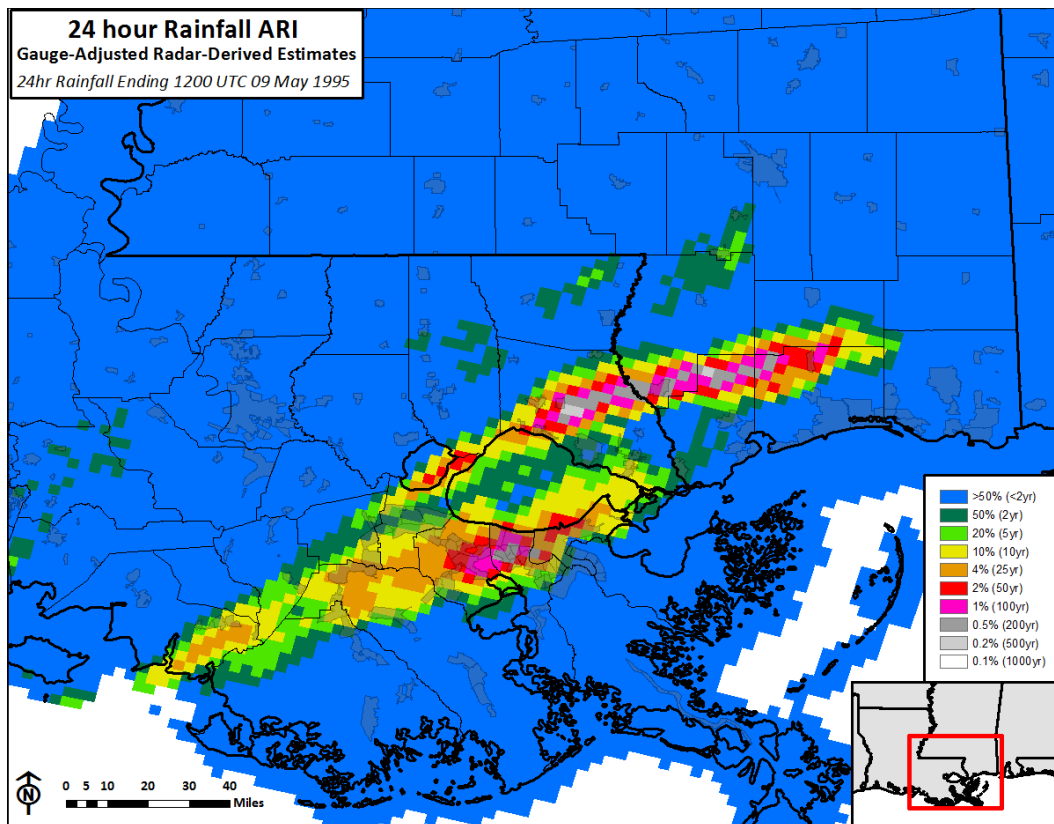 24 hour Rainfall ARI
Gauge-Adjusted Radar-Derived Estimates
24hr Rainfall Ending 1200 UTC 09 May 1995
>50% (<2yr)
50% (2yr)
20% (5yr)
10% (10yr)
4% (25yr)
2% (50yr)
1% (100yr)
0.5% (200yr)
0.2% (500yr)
0.1% (1000yr)
N
0 5 10 20 30 40
Miles